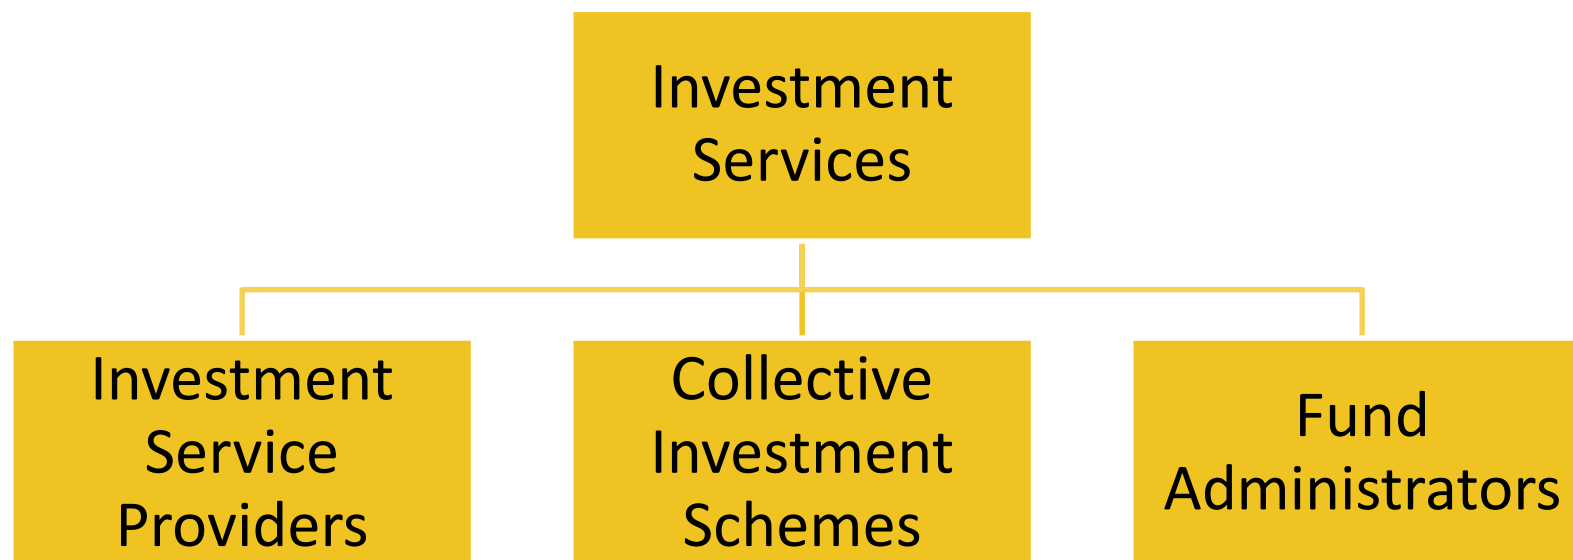 Investment
Services
Investment
Service
Providers
Collective
Investment
Schemes
Fund
Administrators